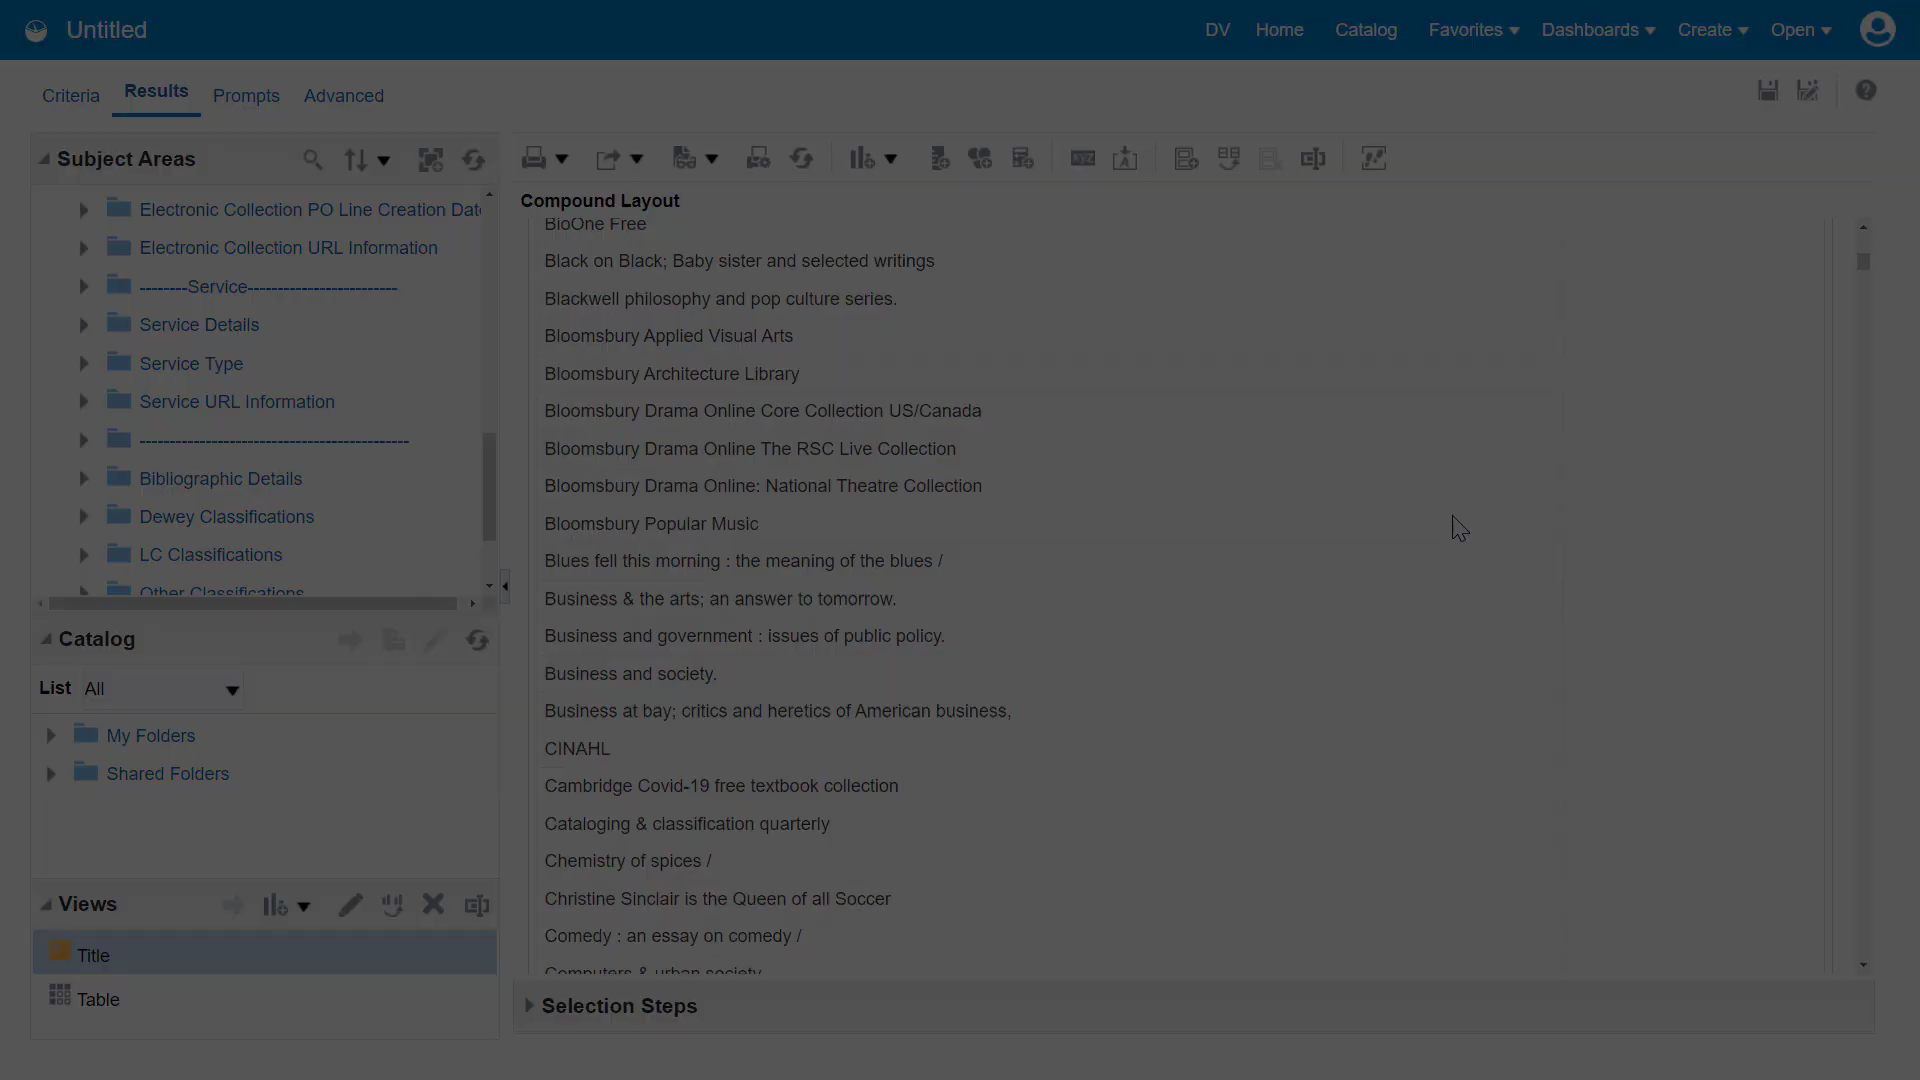 Untitled
DV Home Catalog Favorites Dashboards Create Open
Criteria Results Prompts Advanced
Subject Areas
Electronic Collection PO Line Creation Dat
Electronic Collection URL Information
--------Service-------------------------
Service Details
Service Type
Service URL Information
---------------------------------------------
Bibliographic Details
Dewey Classifications
LC Classifications
Other Classifications
Catalog
List All
My Folders
Shared Folders
Views
Title
Table
XYZ
Compound Layout
BioOne Free
Black on Black; Baby sister and selected writings
Blackwell philosophy and pop culture series.
Bloomsbury Applied Visual Arts
Bloomsbury Architecture Library
Bloomsbury Drama Online Core Collection US/Canada
Bloomsbury Drama Online The RSC Live Collection
Bloomsbury Drama Online: National Theatre Collection
Bloomsbury Popular Music
Blues fell this morning : the meaning of the blues /
Business & the arts; an answer to tomorrow.
Business and government : issues of public policy.
Business and society.
Business at bay; critics and heretics of American business,
CINAHL
Cambridge Covid-19 free textbook collection
Cataloging & classification quarterly
Chemistry of spices /
Christine Sinclair is the Queen of all Soccer
Comedy : an essay on comedy /
Computers & urban society
Selection Steps